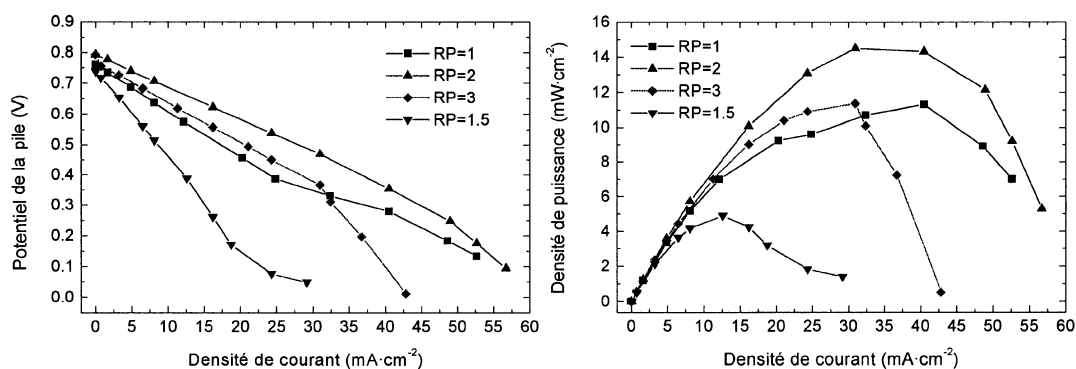 Potentiel de la pile (V)
0.9
0.8
0.7
0.6
0.5
0.4
0.3
0.2
0.1
0.0
RP=1
RP=2
RP=3
RP=1.5
0 5 10 15 20 25 30 35 40 45 50 55 60
Densité de courant (mA·cm⁻²)
Densité de puissance (mW·cm⁻²)
16
14
12
10
8
6
4
2
0
RP=1
RP=2
RP=3
RP=1.5
0 5 10 15 20 25 30 35 40 45 50 55 60
Densité de courant (mA·cm⁻²)